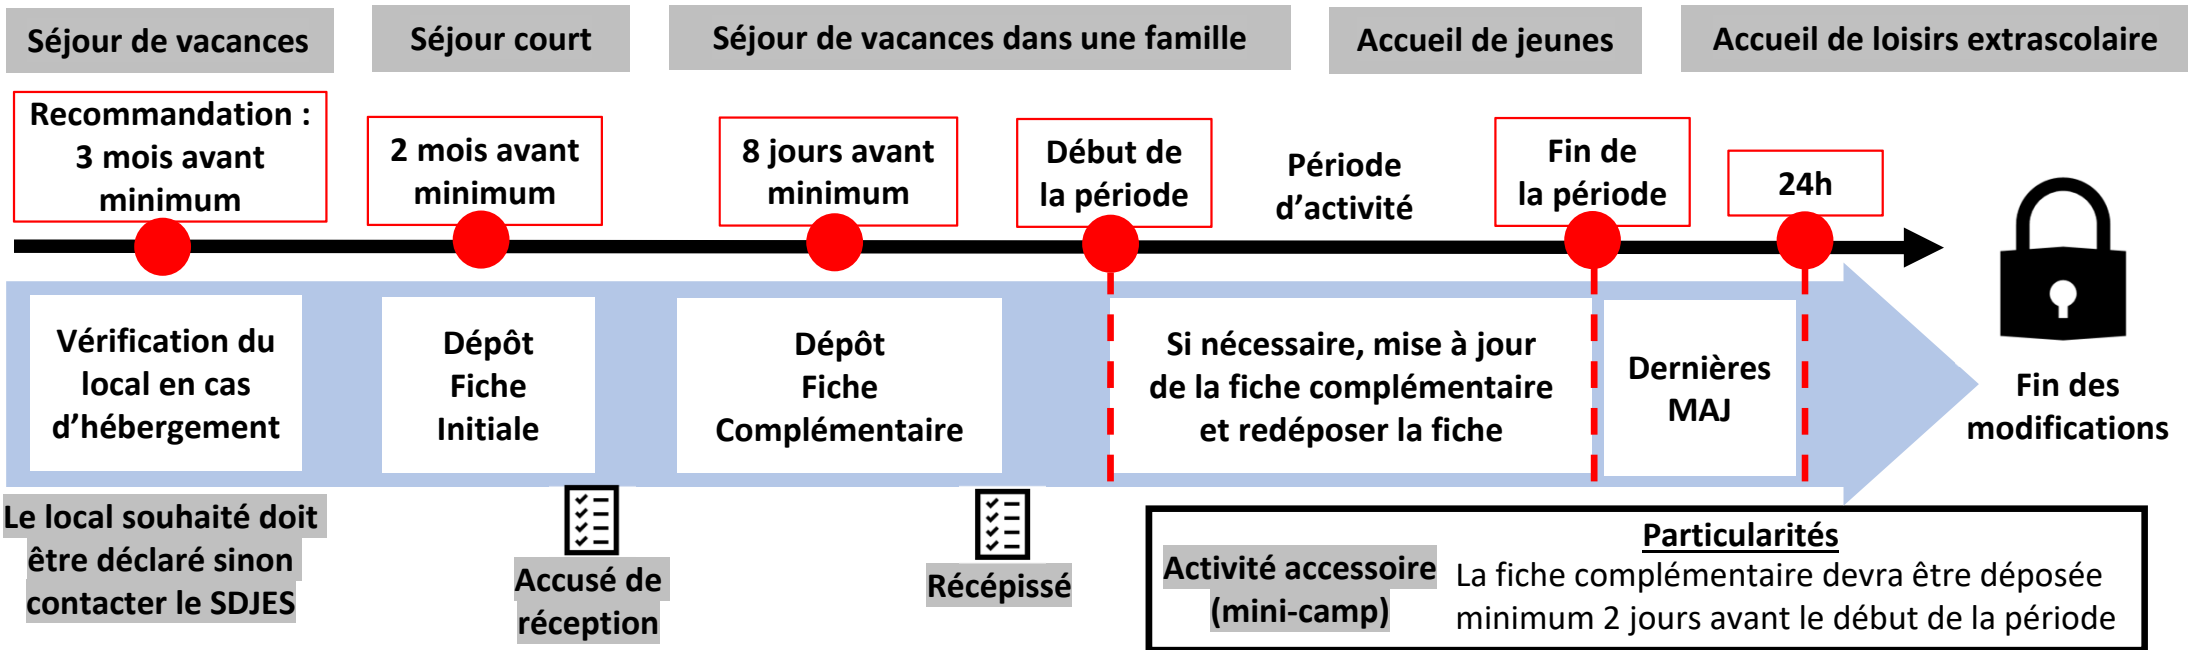 Séjour de vacances
Séjour court
Séjour de vacances dans une famille
Accueil de jeunes
Accueil de loisirs extrascolaire
Recommandation :
3 mois avant
minimum
2 mois avant
minimum
8 jours avant
minimum
Début de
la période
Période
d’activité
Fin de
la période
24h
Vérification du
local en cas
d’hébergement
Dépôt
Fiche
Initiale
Dépôt
Fiche
Complémentaire
Si nécessaire, mise à jour
de la fiche complémentaire
et redéposer la fiche
Dernières
MAJ
Fin des
modifications
Le local souhaité doit
être déclaré sinon
contacter le SDJES
Accusé de
réception
Récépissé
Particularités
Activité accessoire
(mini-camp)
La fiche complémentaire devra être déposée
minimum 2 jours avant le début de la période